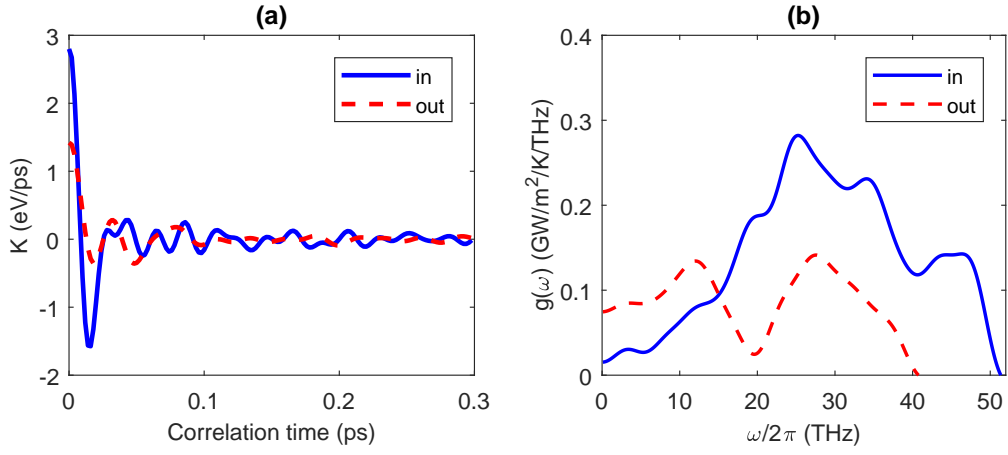 (a)
K (eV/ps)
3
2
1
0
-1
-2
in
out
0
0.1
0.2
0.3
Correlation time (ps)
(b)
g(ω) (GW/m²/K/THz)
0.4
0.3
0.2
0.1
0
in
out
0
10
20
30
40
50
ω/2π (THz)